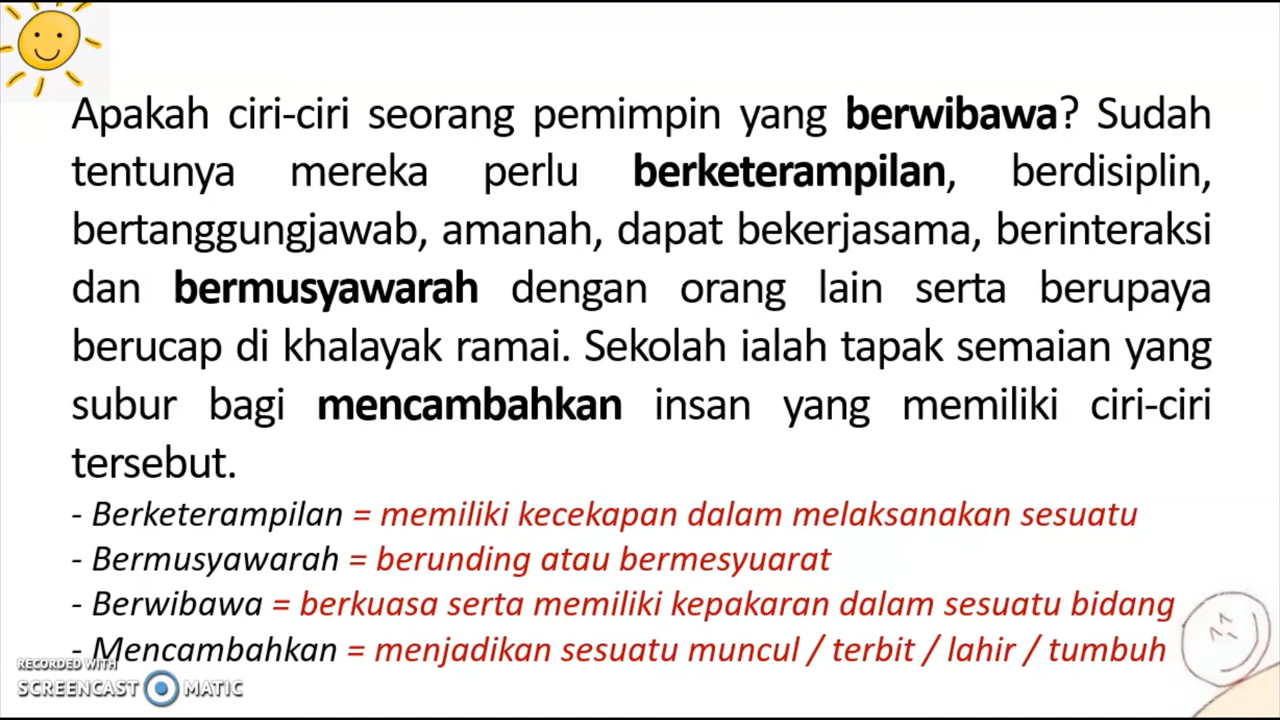 Apakah ciri-ciri seorang pemimpin yang berwibawa? Sudah
tentunya mereka perlu berketerampilan, berdisiplin,
bertanggungjawab, amanah, dapat bekerjasama, berinteraksi
dan bermusyawarah dengan orang lain serta berupaya
berucap di khalayak ramai. Sekolah ialah tapak semaian yang
subur bagi mencambahkan insan yang memiliki ciri-ciri
tersebut.
- Berketerampilan = memiliki kecekapan dalam melaksanakan sesuatu
- Bermusyawarah = berunding atau bermesyuarat
- Berwibawa = berkuasa serta memiliki kepakaran dalam sesuatu bidang
- Mencambahkan = menjadikan sesuatu muncul / terbit / lahir / tumbuh
RECORDED WITH
SCREENCAST MATIC